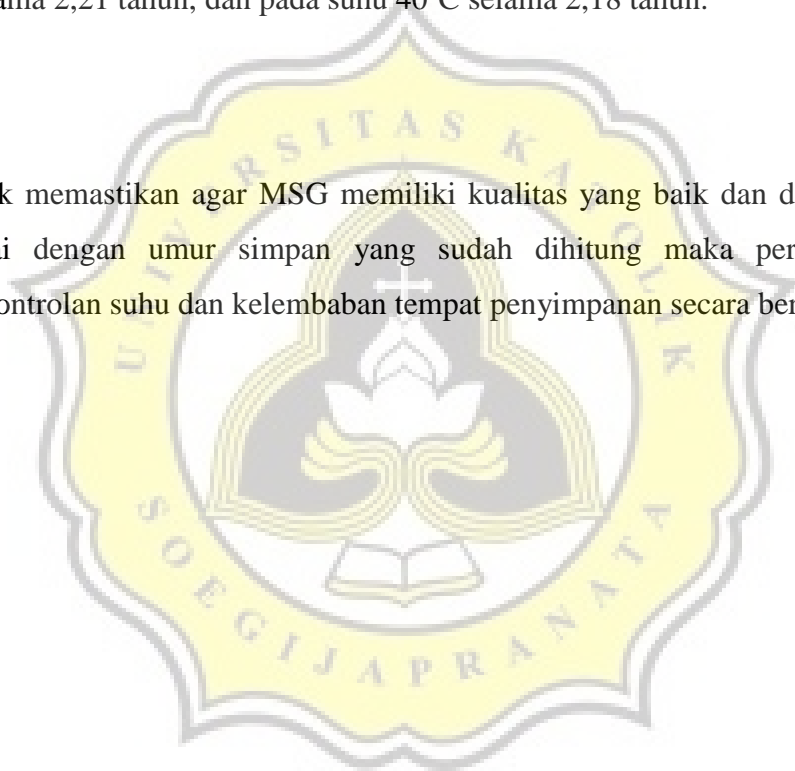 ama 2,21 tahun, dan pada suhu 40°C selama 2,18 tahun.
k memastikan agar MSG memiliki kualitas yang baik dan d
ai dengan umur simpan yang sudah dihitung maka per
ontrolan suhu dan kelembaban tempat penyimpanan secara ber
UNIVERSITAS KATOLIK
SOEGIJAPRANATA